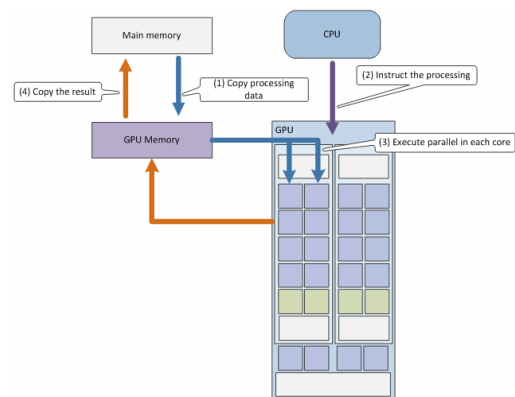 Main memory
CPU
(4) Copy the result
(1) Copy processing
data
(2) Instruct the processing
GPU Memory
GPU
(3) Execute parallel in each core